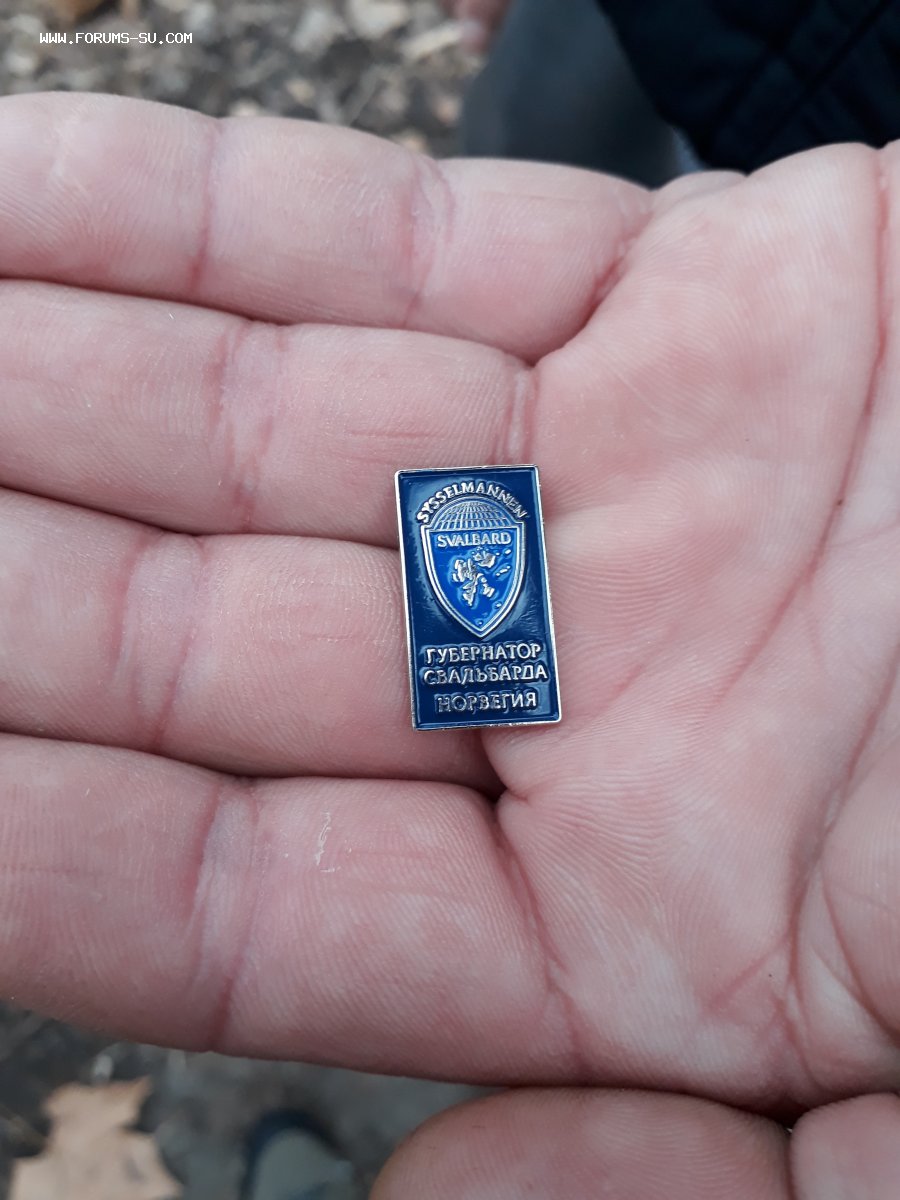 WWW.FORUMS-SU.COM
SYSSELMANNEN
SVALBARD
ГУБЕРНАТОР
СВАЛЬБАРДА
НОРВЕГИЯ